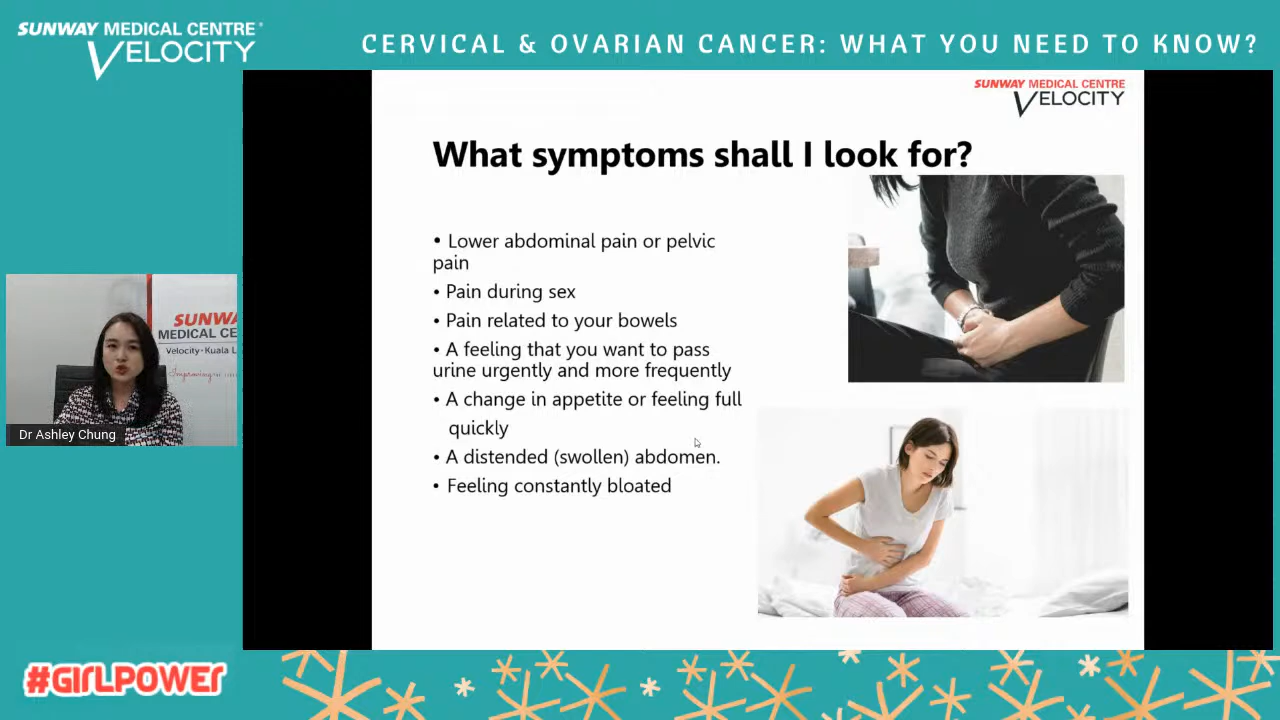 SUNWAY MEDICAL CENTRE®
VELOCITY
CERVICAL & OVARIAN CANCER: WHAT YOU NEED TO KNOW?
SUNWAY MEDICAL CENTRE
VELOCITY
What symptoms shall I look for?
• Lower abdominal pain or pelvic
pain
• Pain during sex
• Pain related to your bowels
• A feeling that you want to pass
urine urgently and more frequently
• A change in appetite or feeling full
quickly
• A distended (swollen) abdomen.
• Feeling constantly bloated
SUNWA
MEDICAL CE
Velocity-Kuala L
Dr Ashley Chung
#GIRLPOWER